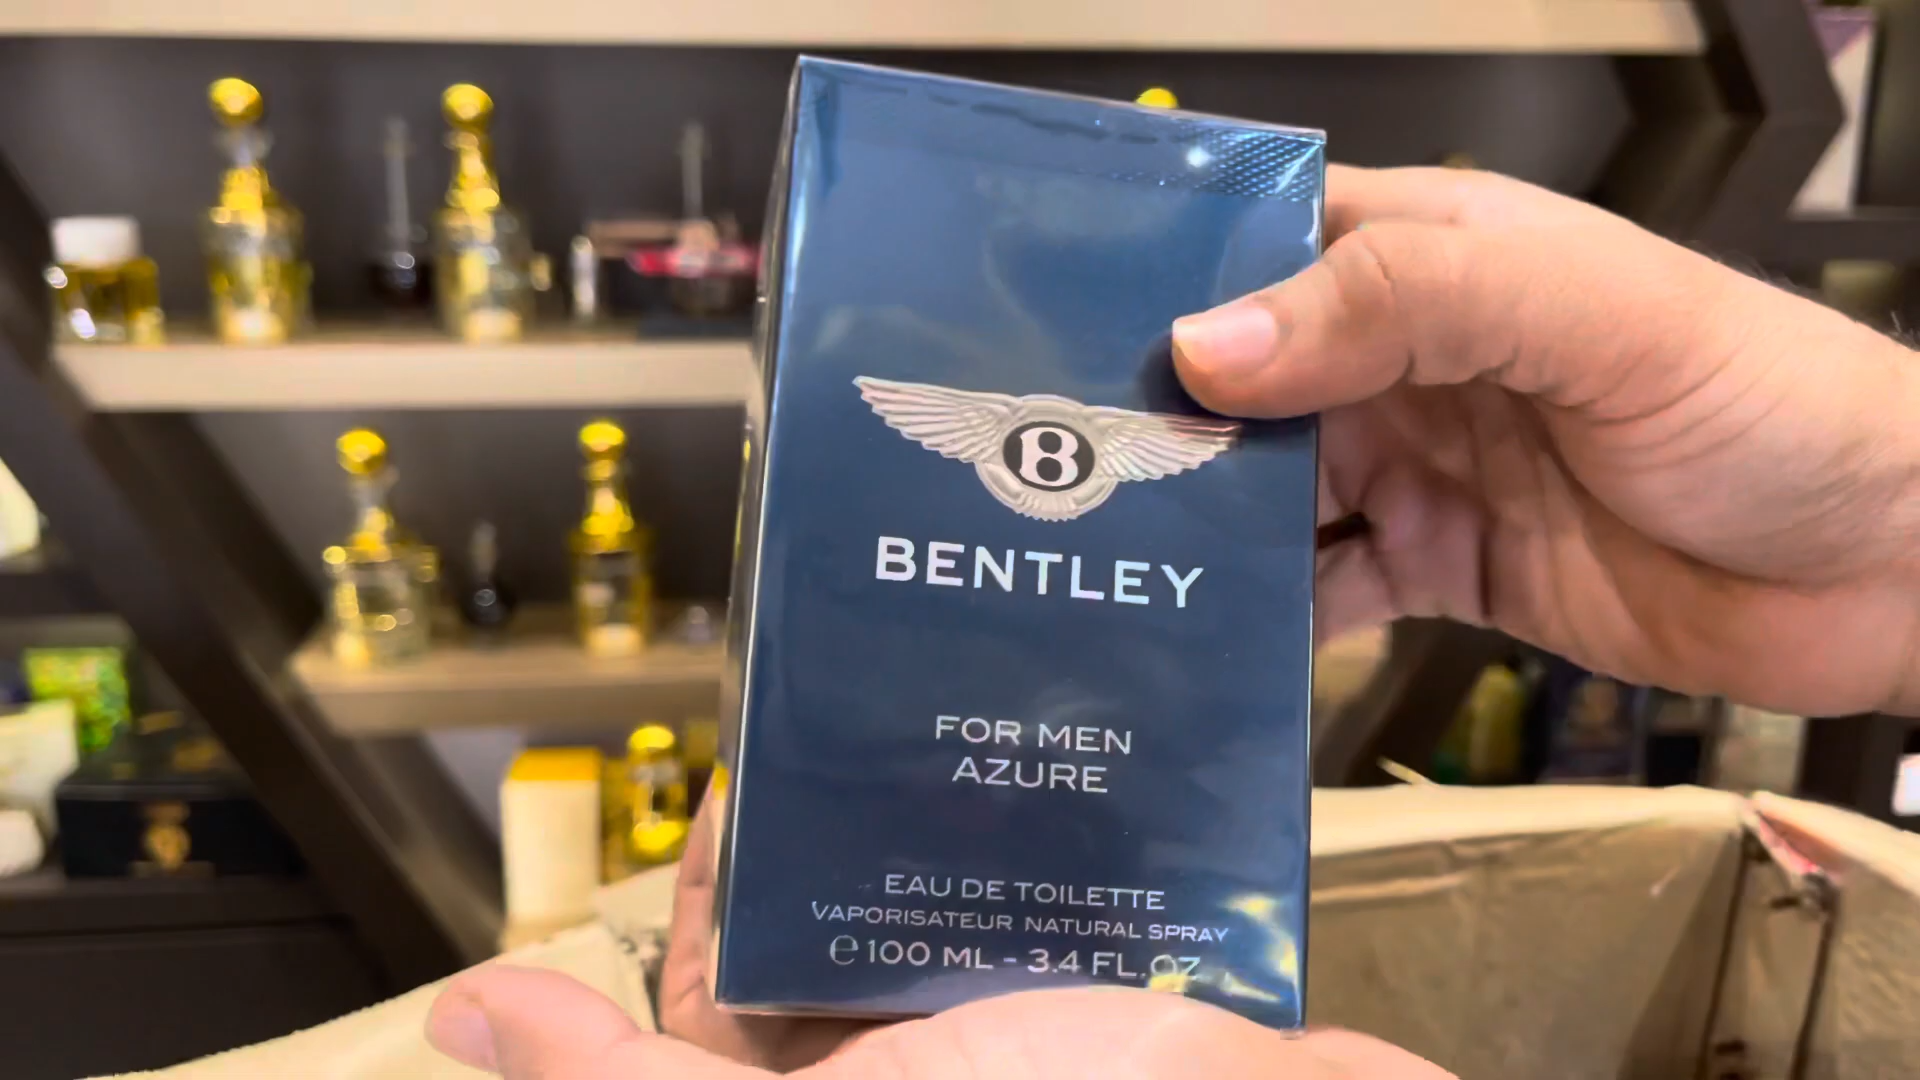 B
BENTLEY
FOR MEN
AZURE
EAU DE TOILETTE
VAPORISATEUR NATURAL SPRAY
℮100 ML - 3.4 FL.OZ